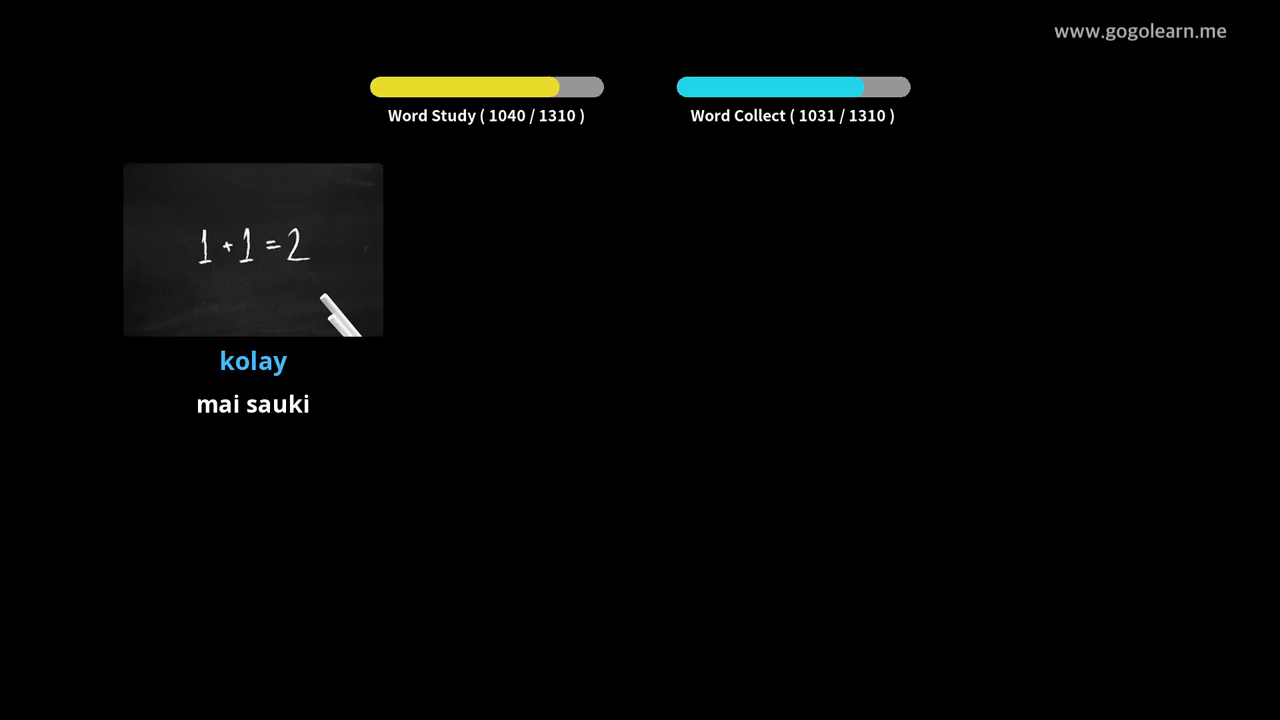 www.gogolearn.me
Word Study ( 1040 / 1310 )
Word Collect ( 1031 / 1310 )
1 + 1 = 2
kolay
mai sauki